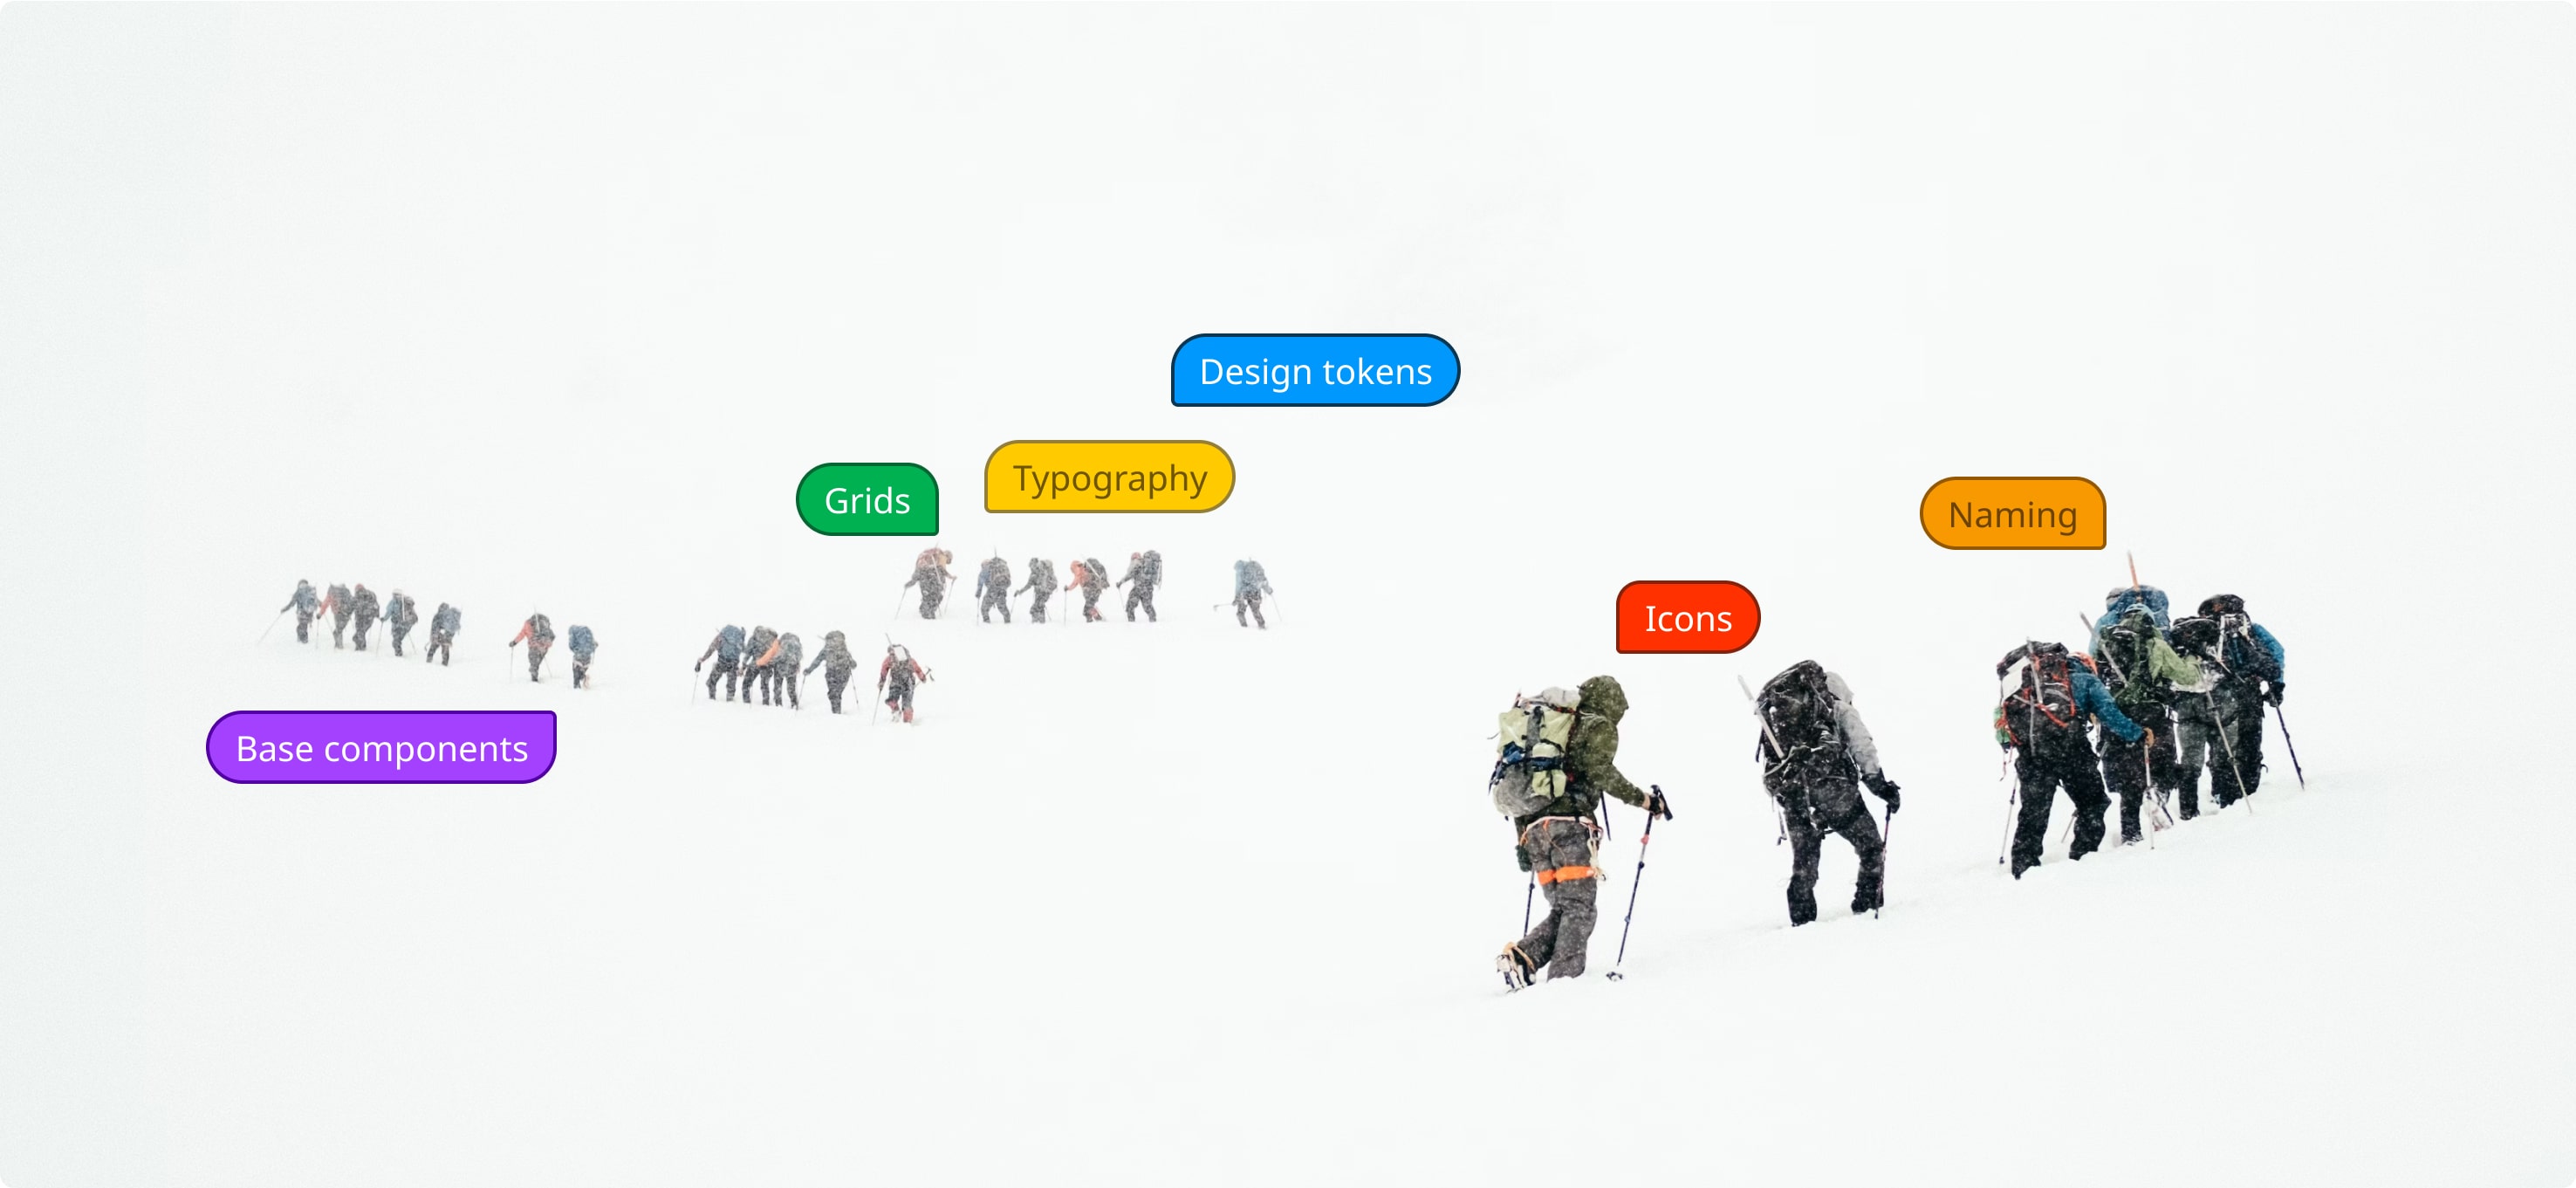 Design tokens
Typography
Grids
Naming
Icons
Base components